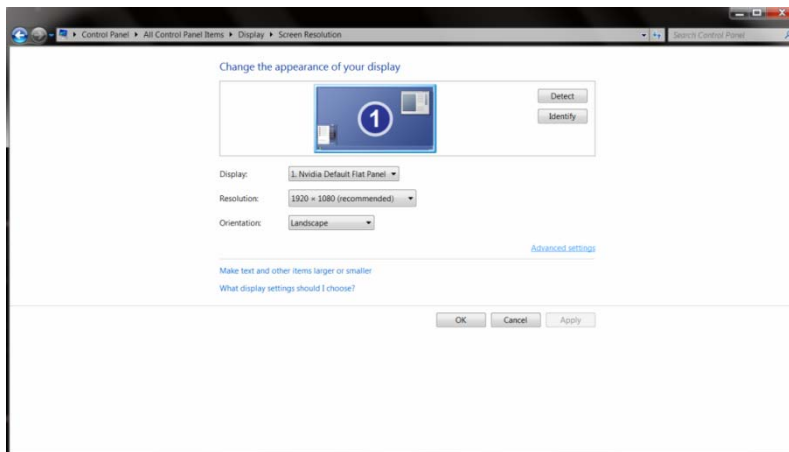 Control Panel ▸ All Control Panel Items ▸ Display ▸ Screen Resolution
Search Control Panel
Change the appearance of your display
1
Detect
Identify
Display: 1. Nvidia Default Flat Panel
Resolution: 1920 × 1080 (recommended)
Orientation: Landscape
Advanced settings
Make text and other items larger or smaller
What display settings should I choose?
OK Cancel Apply